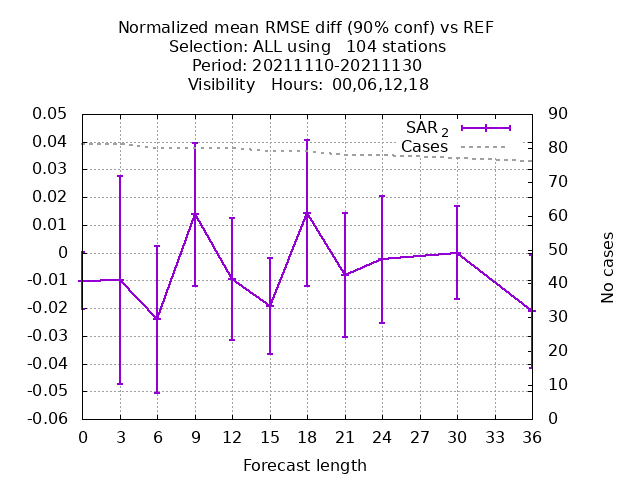 Normalized mean RMSE diff (90% conf) vs REF
Selection: ALL using   104 stations
Period: 20211110-20211130
Visibility   Hours: 00,06,12,18
0.05 90
SAR 2
0.04 80
Cases
0.03 70
0.02
0.01 60
0 50
-0.01 40
-0.02 30
-0.03
-0.04 20
-0.05 10
-0.06 0
No cases
0 3 6 9 12 15 18 21 24 27 30 33 36
Forecast length